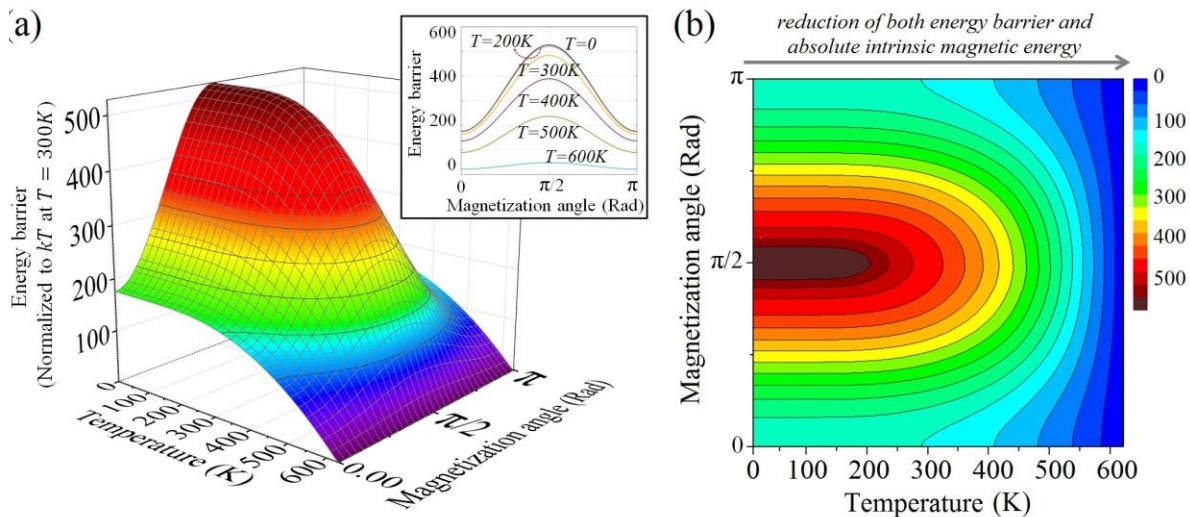 (a)
500
400
300
200
100
Energy barrier
(Normalized to kT at T = 300K)
0
100
200
300
400
500
600
Temperature (K)
0.00
π/2
π
Magnetization angle (Rad)
600
400
200
0
Energy barrier
T=200K
T=0
T=300K
T=400K
T=500K
T=600K
0
π/2
π
Magnetization angle (Rad)
(b)
reduction of both energy barrier and
absolute intrinsic magnetic energy
π
π/2
0
Magnetization angle (Rad)
0
100
200
300
400
500
600
Temperature (K)
0
100
200
300
400
500